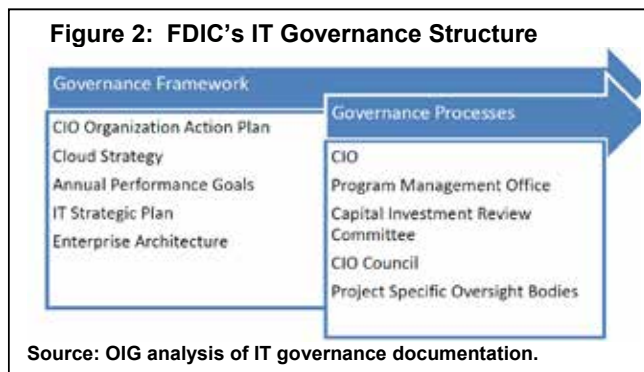 Figure 2: FDIC's IT Governance Structure
Governance Framework
CIO Organization Action Plan
Cloud Strategy
Annual Performance Goals
IT Strategic Plan
Enterprise Architecture
Governance Processes
CIO
Program Management Office
Capital Investment Review
Committee
CIO Council
Project Specific Oversight Bodies
Source: OIG analysis of IT governance documentation.